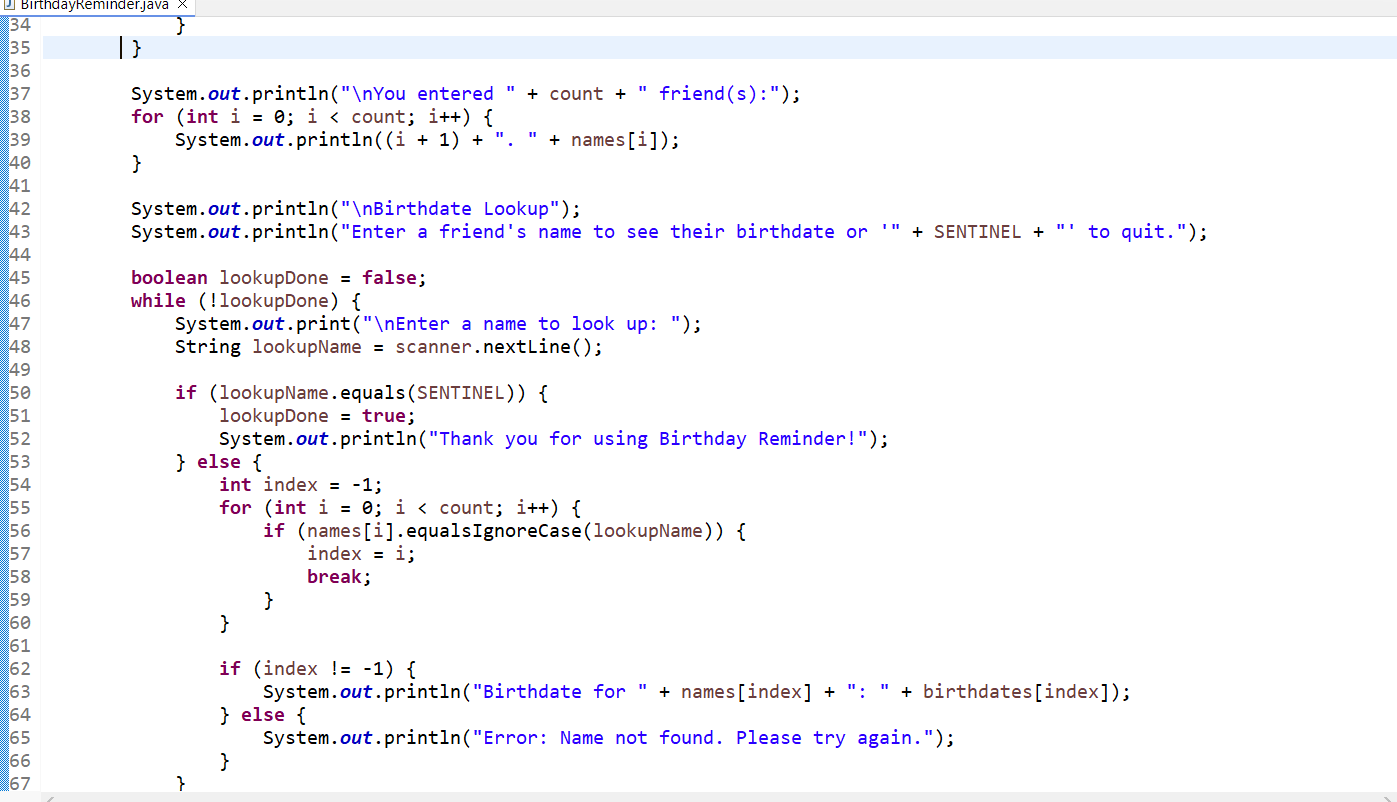 BirthdayReminder.java
34 }
35 }
36
37 System.out.println("\nYou entered " + count + " friend(s):");
38 for (int i = 0; i < count; i++) {
39 System.out.println((i + 1) + ". " + names[i]);
40 }
41
42 System.out.println("\nBirthdate Lookup");
43 System.out.println("Enter a friend's name to see their birthdate or '" + SENTINEL + "' to quit.");
44
45 boolean lookupDone = false;
46 while (!lookupDone) {
47 System.out.print("\nEnter a name to look up: ");
48 String lookupName = scanner.nextLine();
49
50 if (lookupName.equals(SENTINEL)) {
51 lookupDone = true;
52 System.out.println("Thank you for using Birthday Reminder!");
53 } else {
54 int index = -1;
55 for (int i = 0; i < count; i++) {
56 if (names[i].equalsIgnoreCase(lookupName)) {
57 index = i;
58 break;
59 }
60 }
61
62 if (index != -1) {
63 System.out.println("Birthdate for " + names[index] + ": " + birthdates[index]);
64 } else {
65 System.out.println("Error: Name not found. Please try again.");
66 }
67 }